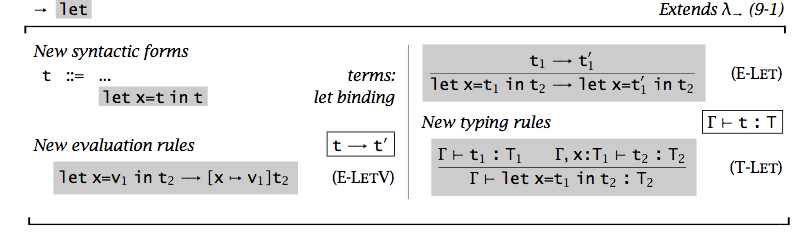 → let Extends λ→ (9-1)
New syntactic forms
t ::= ... terms:
let x=t in t let binding
New evaluation rules t ⟶ t′
let x=v₁ in t₂ ⟶ [x ↦ v₁]t₂ (E-LETV)
t₁ ⟶ t₁′
let x=t₁ in t₂ ⟶ let x=t₁′ in t₂ (E-LET)
New typing rules Γ ⊢ t : T
Γ ⊢ t₁ : T₁ Γ, x:T₁ ⊢ t₂ : T₂
Γ ⊢ let x=t₁ in t₂ : T₂ (T-LET)